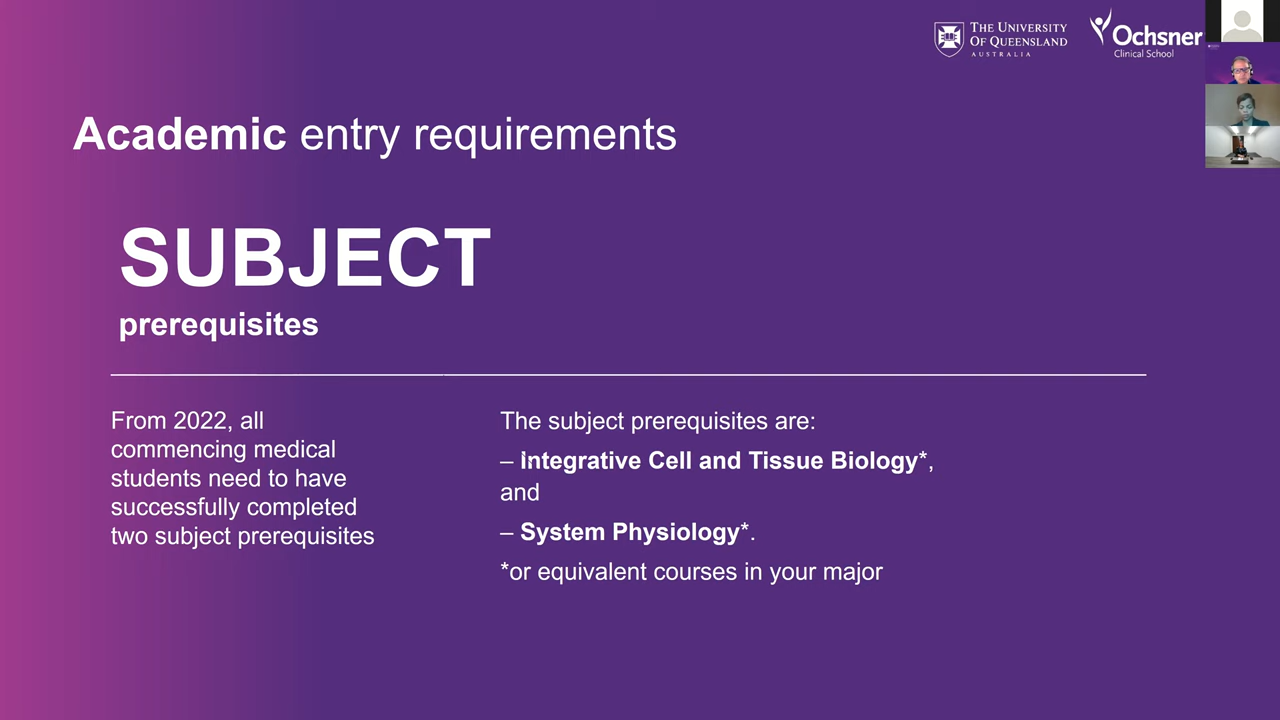 THE UNIVERSITY
OF QUEENSLAND
AUSTRALIA
Ochsner
Clinical School
Academic entry requirements
SUBJECT
prerequisites
From 2022, all
commencing medical
students need to have
successfully completed
two subject prerequisites
The subject prerequisites are:
– Integrative Cell and Tissue Biology*,
and
– System Physiology*.
*or equivalent courses in your major